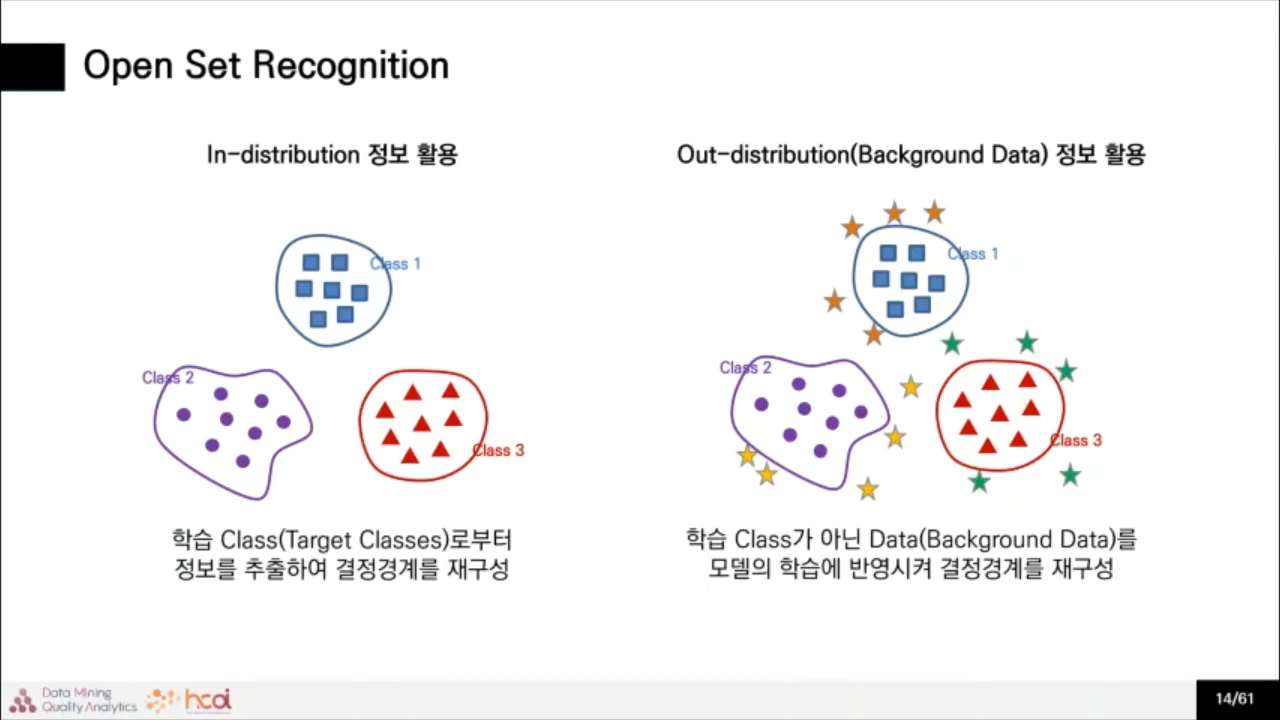 Open Set Recognition
In-distribution 정보 활용
Class 1
Class 2
Class 3
학습 Class(Target Classes)로부터
정보를 추출하여 결정경계를 재구성
Out-distribution(Background Data) 정보 활용
Class 1
Class 2
Class 3
학습 Class가 아닌 Data(Background Data)를
모델의 학습에 반영시켜 결정경계를 재구성
Data Mining
Quality Analytics
hcai
14/61